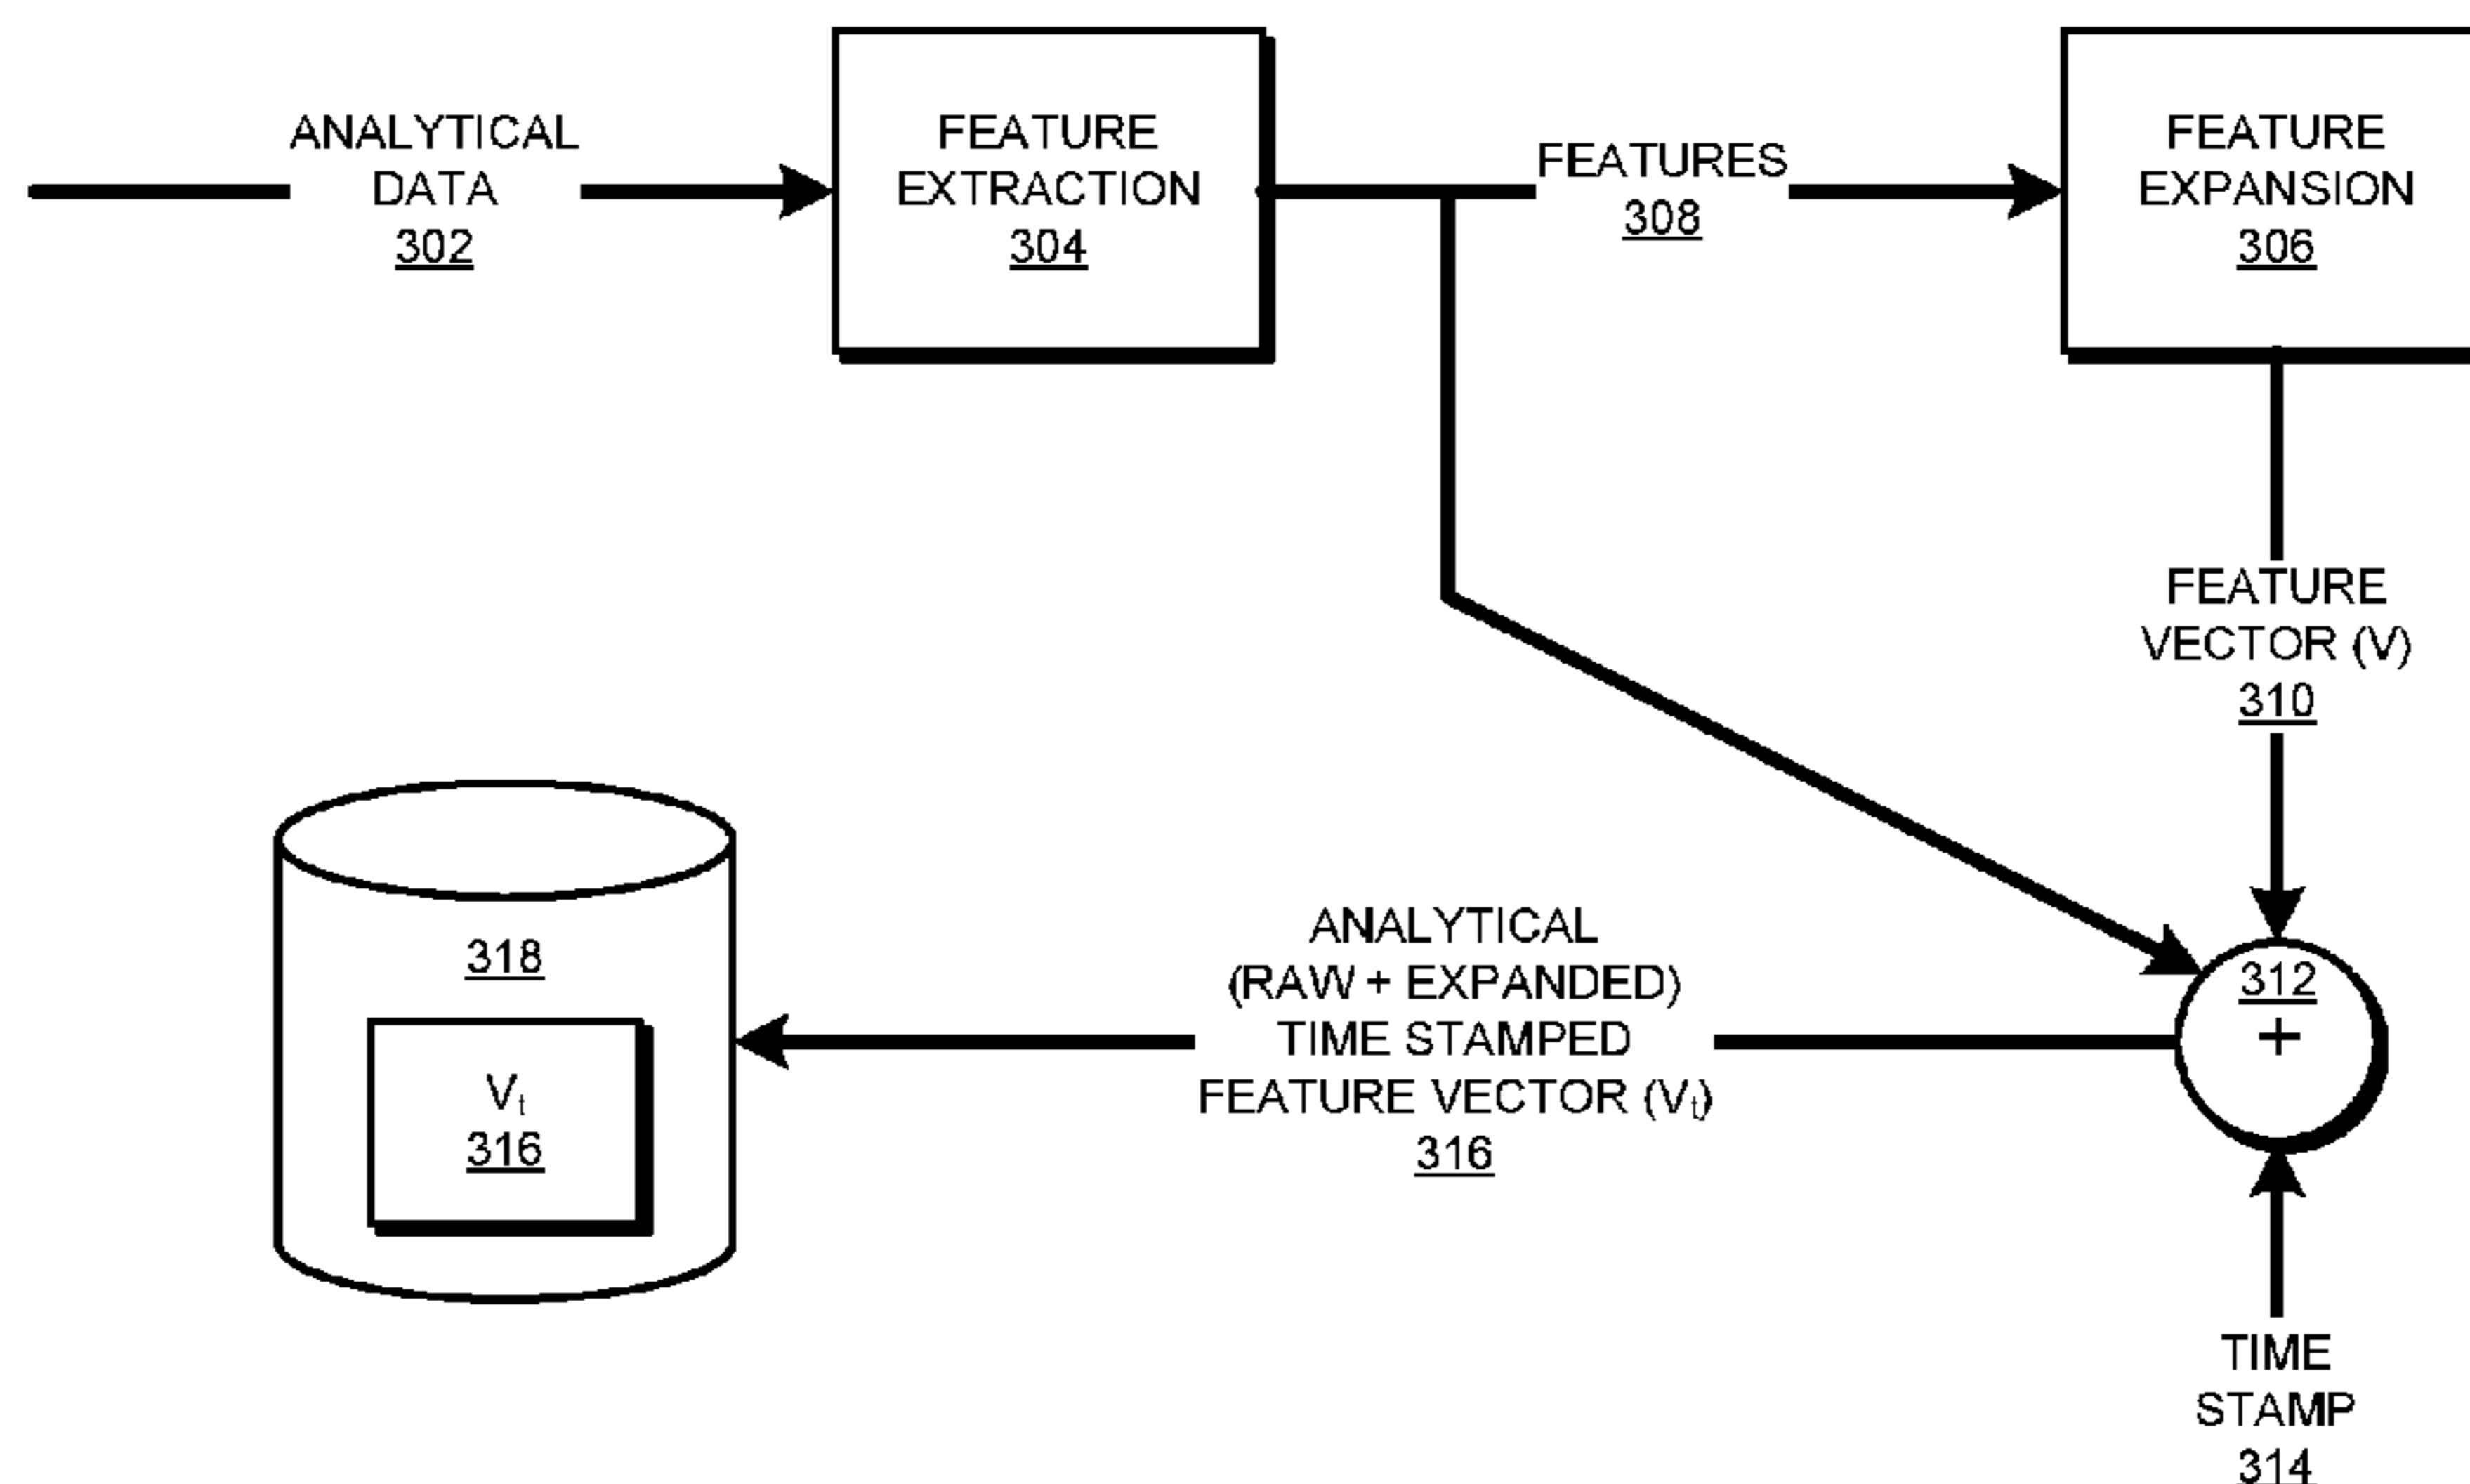 ANALYTICAL
DATA
302
FEATURE
EXTRACTION
304
FEATURES
308
FEATURE
EXPANSION
306
FEATURE
VECTOR (V)
310
312
+
ANALYTICAL
(RAW + EXPANDED)
TIME STAMPED
FEATURE VECTOR (Vₜ)
316
318
Vₜ
316
TIME
STAMP
314